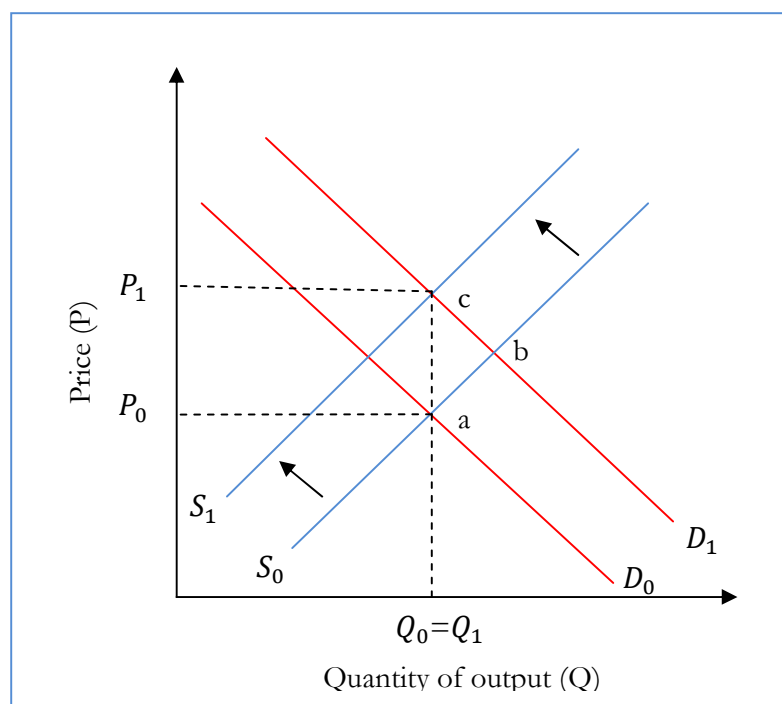 P₁
c
b
Price (P)
P₀
a
S₁
S₀
D₁
D₀
Q₀=Q₁
Quantity of output (Q)